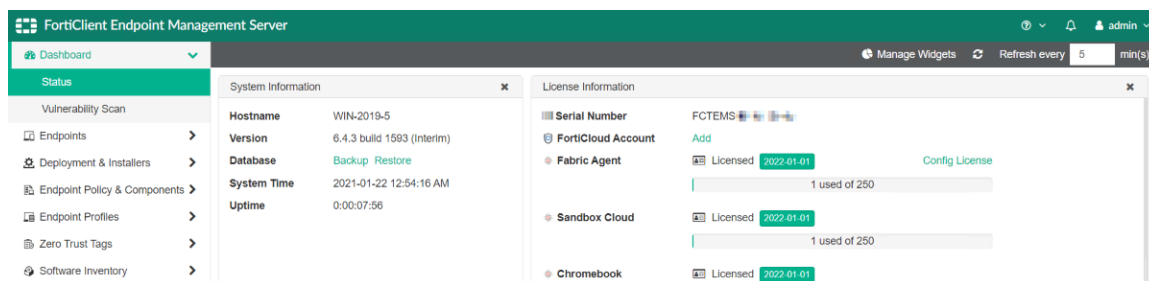 FortiClient Endpoint Management Server
admin
Dashboard
Manage Widgets Refresh every 5 min(s)
Status
Vulnerability Scan
Endpoints
Deployment & Installers
Endpoint Policy & Components
Endpoint Profiles
Zero Trust Tags
Software Inventory
System Information
Hostname WIN-2019-5
Version 6.4.3 build 1593 (Interim)
Database Backup Restore
System Time 2021-01-22 12:54:16 AM
Uptime 0:00:07:56
License Information
Serial Number FCTEMS
FortiCloud Account Add
Fabric Agent Licensed 2022-01-01 Config License
1 used of 250
Sandbox Cloud Licensed 2022-01-01
1 used of 250
Chromebook Licensed 2022-01-01